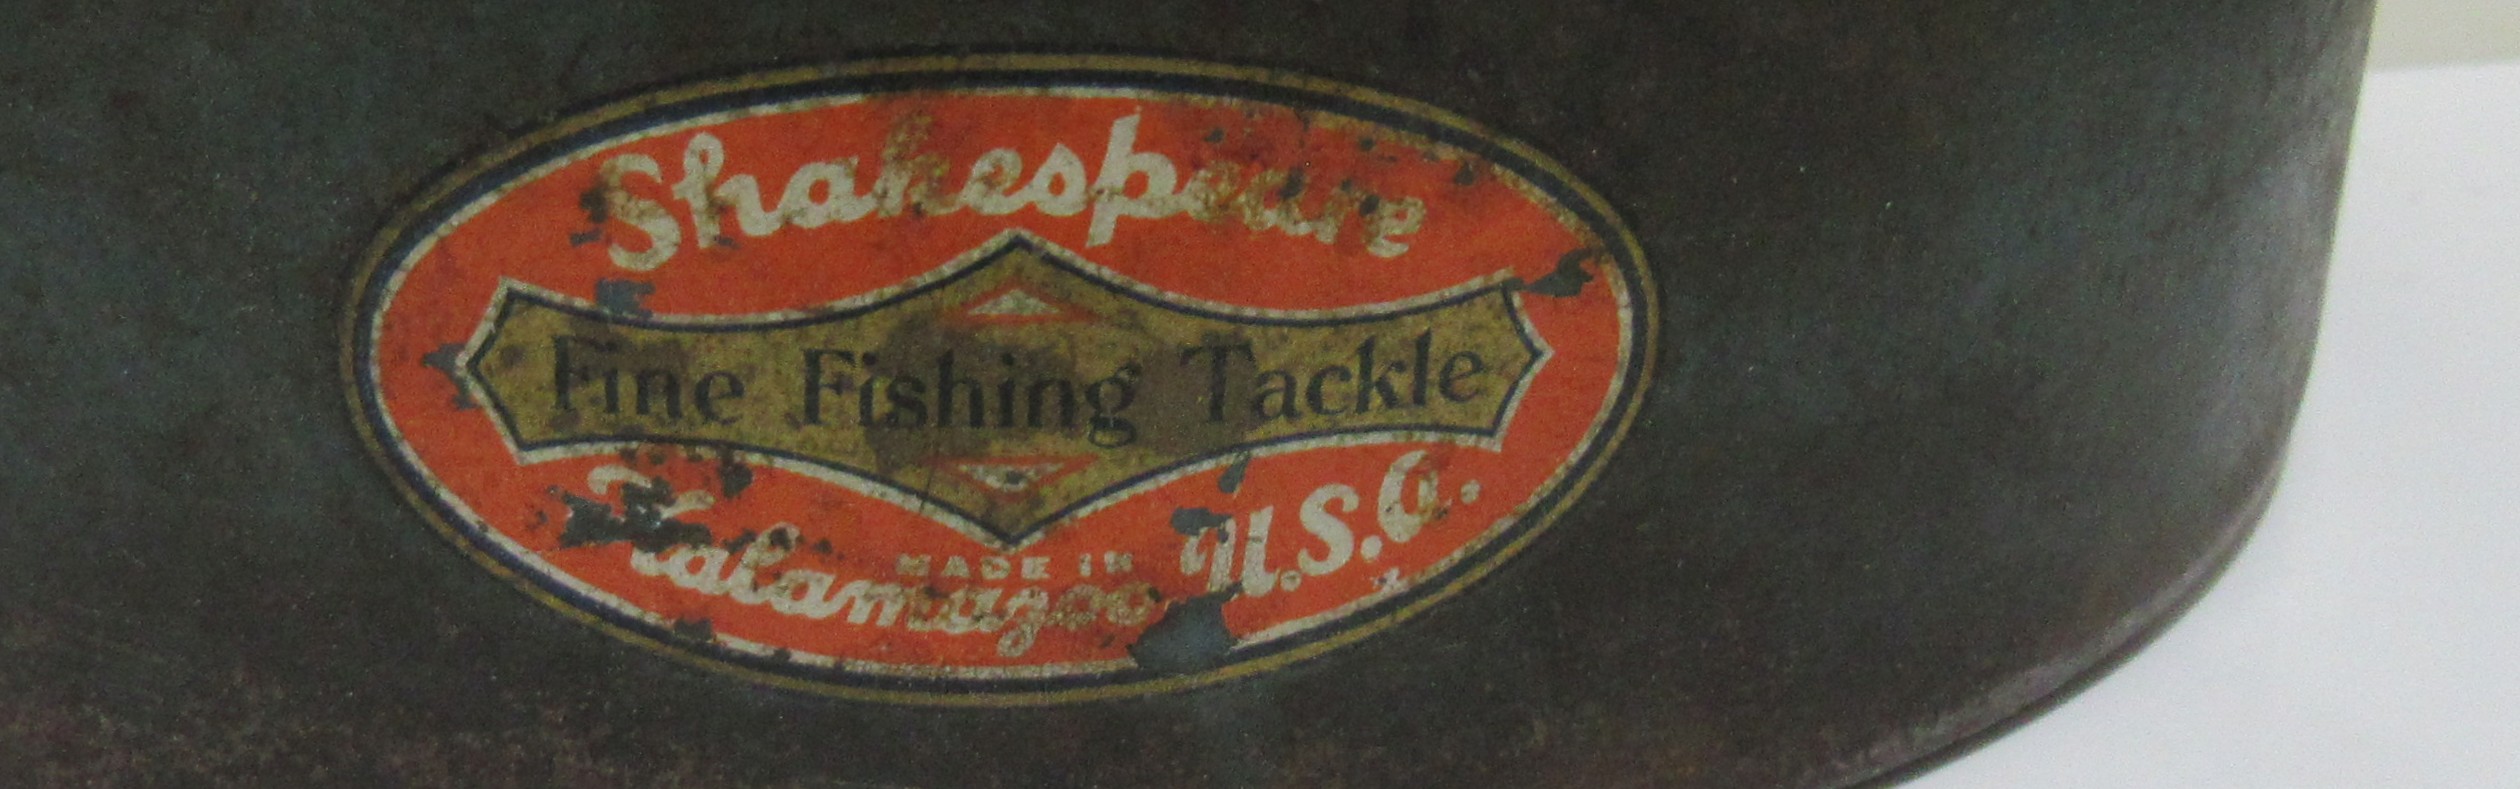 Shakespeare
Fine Fishing Tackle
MADE IN
Kalamazoo U.S.A.